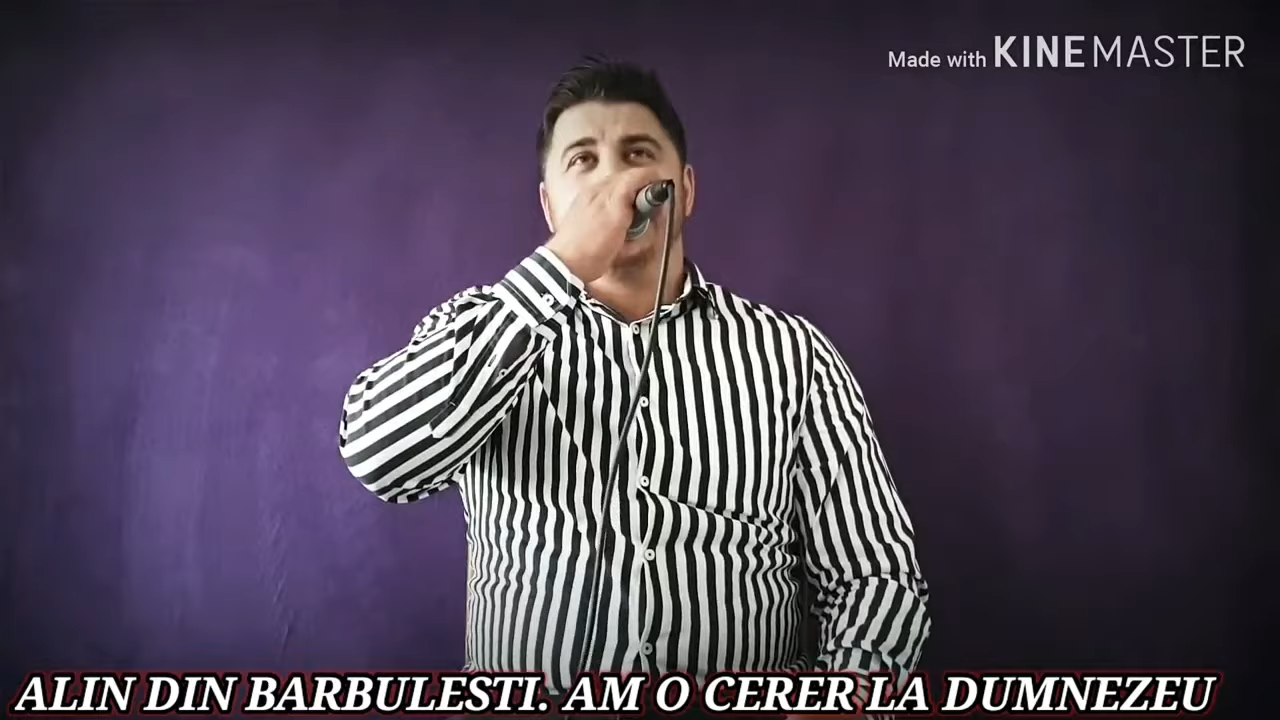 Made with KINEMASTER
ALIN DIN BARBULESTI. AM O CERER LA DUMNEZEU